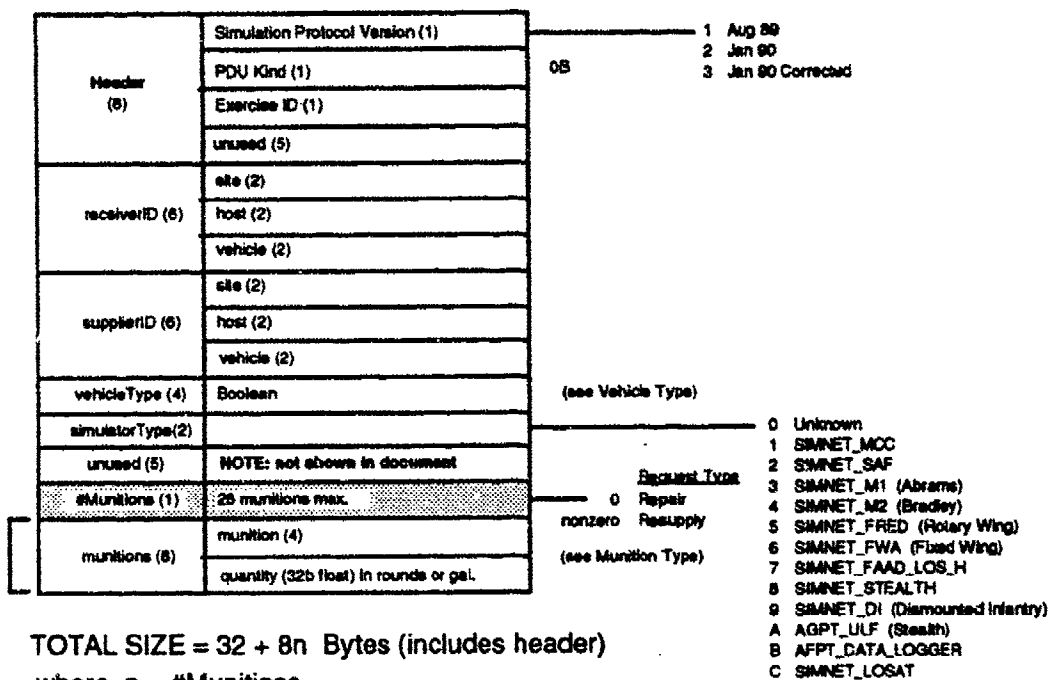 Simulation Protocol Version (1)
1 Aug 89
2 Jan 90
3 Jan 90 Corrected
Header
(8)
PDU Kind (1)
0B
Exercise ID (1)
unused (5)
receiverID (6)
site (2)
host (2)
vehicle (2)
supplierID (6)
site (2)
host (2)
vehicle (2)
vehicleType (4)
Boolean
(see Vehicle Type)
simulatorType(2)
0 Unknown
1 SIMNET_MCC
2 SIMNET_SAF
3 SIMNET_M1 (Abrams)
4 SIMNET_M2 (Bradley)
5 SIMNET_FRED (Rotary Wing)
6 SIMNET_FWA (Fixed Wing)
7 SIMNET_FAAD_LOS_H
8 SIMNET_STEALTH
9 SIMNET_DI (Dismounted Infantry)
A AGPT_ULF (Stealth)
B AFPT_DATA_LOGGER
C SIMNET_LOSAT
unused (5)
NOTE: not shown in document
Request Type
#Munitions (1)
26 munitions max.
0 Repair
nonzero Resupply
munitions (8)
munition (4)
(see Munition Type)
quantity (32b float) in rounds or gal.
TOTAL SIZE = 32 + 8n Bytes (includes header)
where n = #Munitions